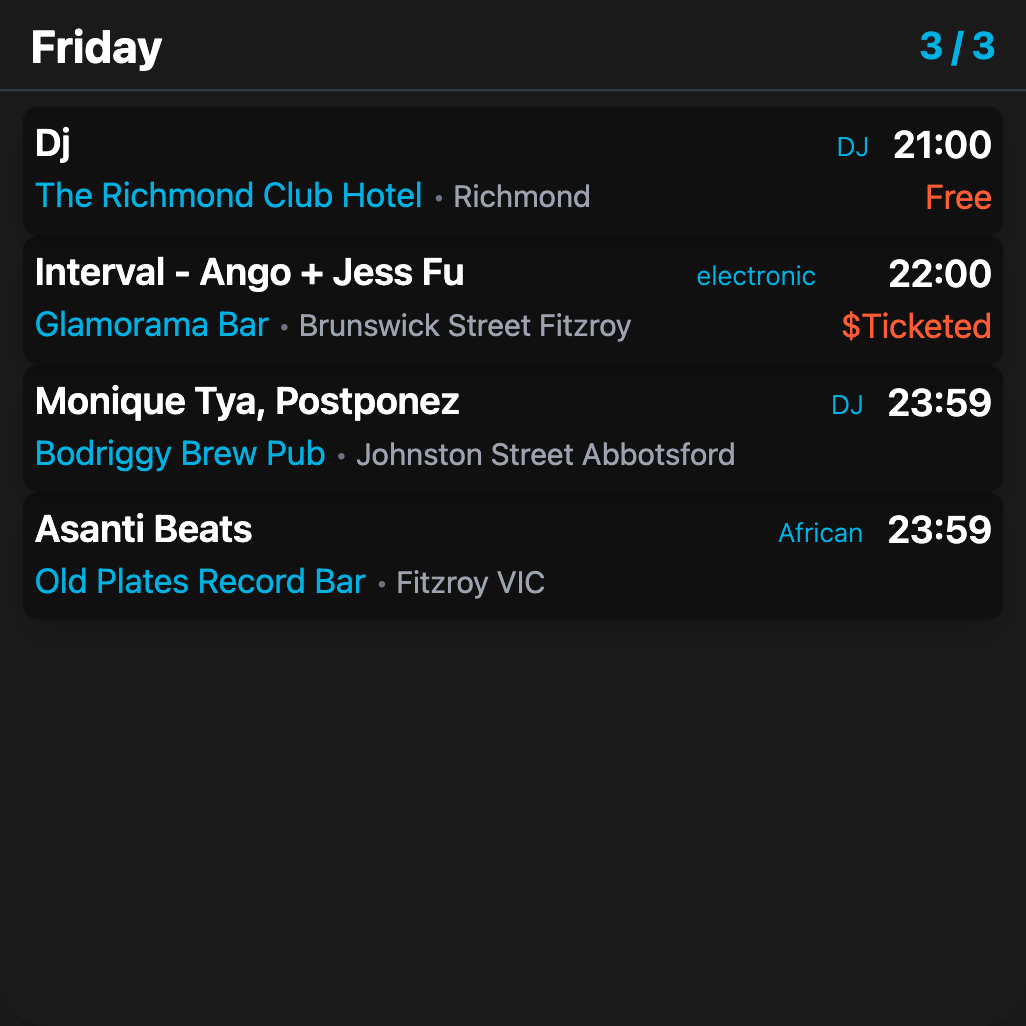 Friday 3 / 3
Dj DJ 21:00
The Richmond Club Hotel • Richmond Free
Interval - Ango + Jess Fu electronic 22:00
Glamorama Bar • Brunswick Street Fitzroy $Ticketed
Monique Tya, Postponez DJ 23:59
Bodriggy Brew Pub • Johnston Street Abbotsford
Asanti Beats African 23:59
Old Plates Record Bar • Fitzroy VIC